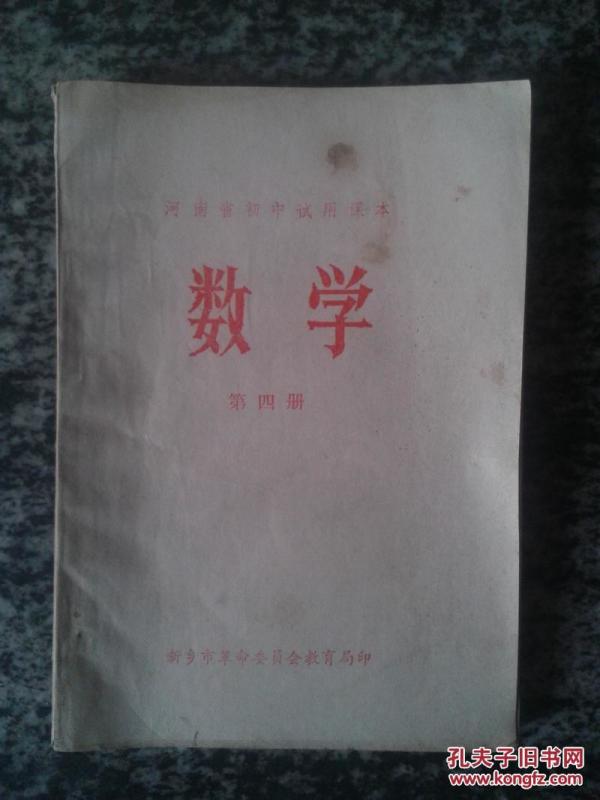 河南省初中试用课本
数学
第四册
新乡市革命委员会教育局印
孔夫子旧书网
www.kongfz.com